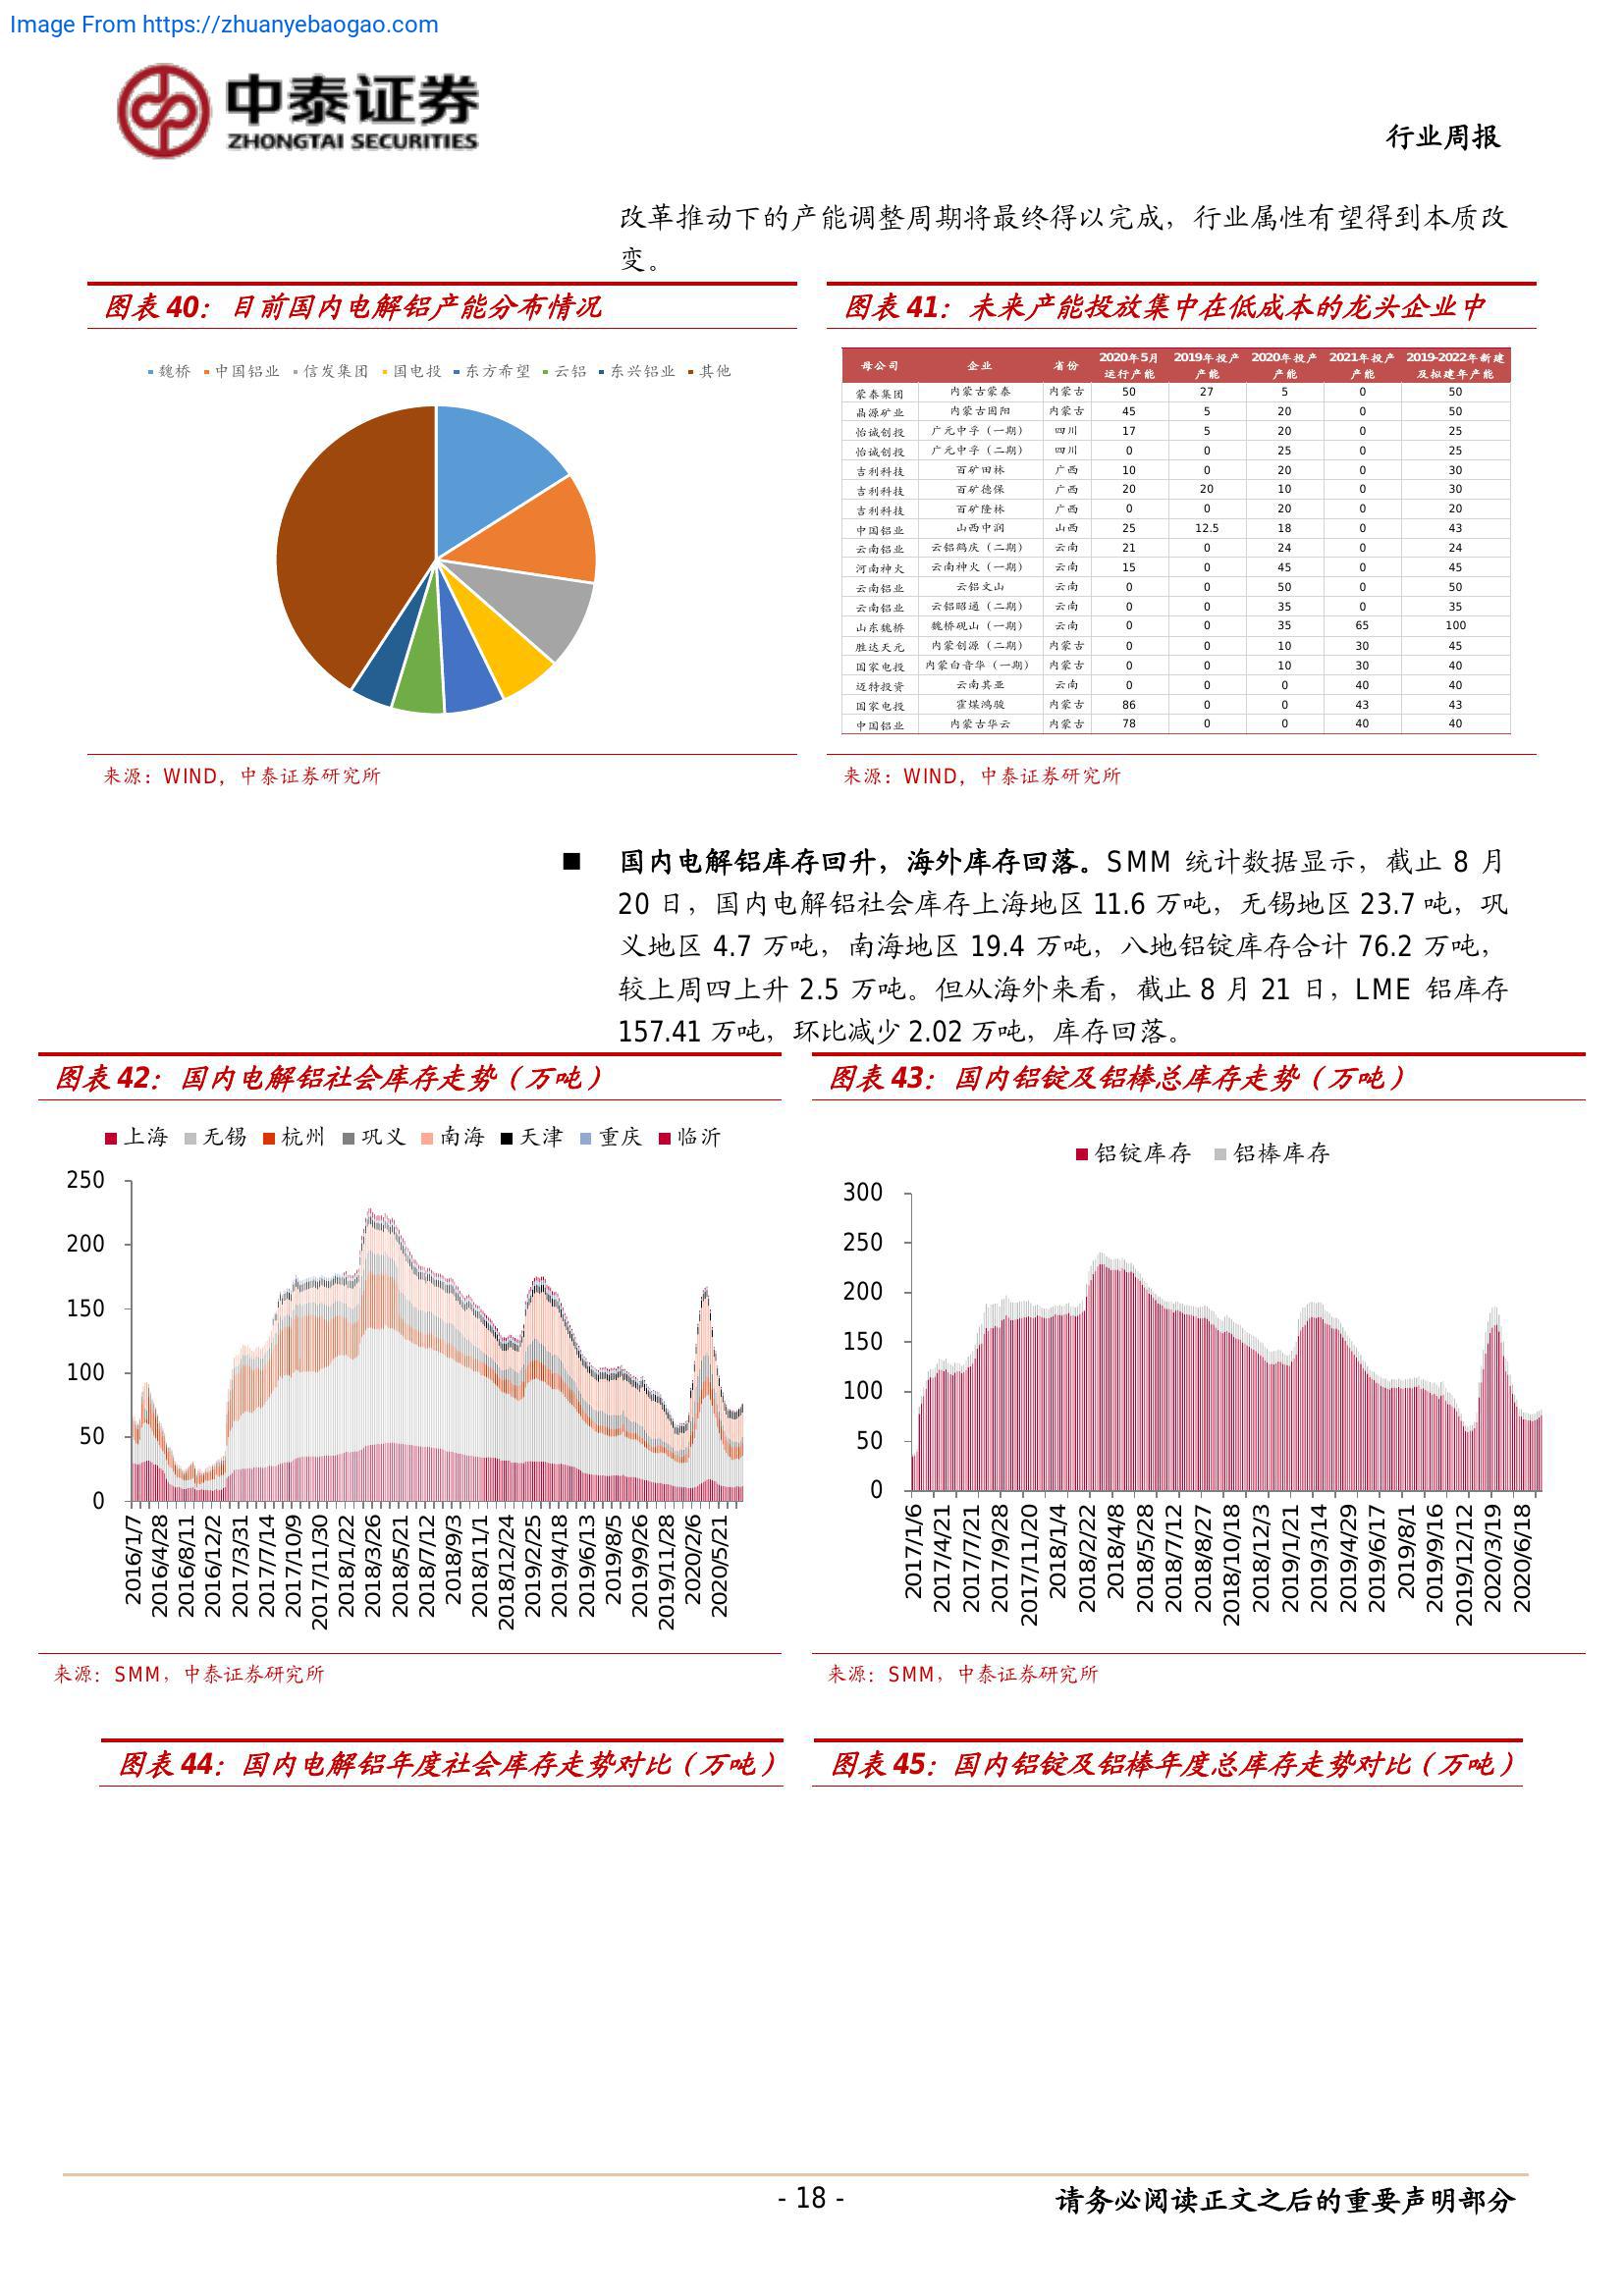 Image From https://zhuanyebaogao.com
中泰证券
ZHONGTAI SECURITIES
行业周报
改革推动下的产能调整周期将最终得以完成，行业属性有望得到本质改
变。
图表 40：目前国内电解铝产能分布情况
魏桥 中国铝业 信发集团 国电投 东方希望 云铝 东兴铝业 其他
来源：WIND，中泰证券研究所
图表 41：未来产能投放集中在低成本的龙头企业中
母公司 企业 省份 2020年5月运行产能 2019年投产产能 2020年投产产能 2021年投产产能 2019-2022年新建及拟建年产能
蒙泰集团 内蒙古蒙泰 内蒙古 50 27 5 0 50
晶源矿业 内蒙古固阳 内蒙古 45 5 20 0 50
怡诚创投 广元中孚（一期） 四川 17 5 20 0 25
怡诚创投 广元中孚（二期） 四川 0 0 25 0 25
吉利科技 百矿田林 广西 10 0 20 0 30
吉利科技 百矿德保 广西 20 20 10 0 30
吉利科技 百矿隆林 广西 0 0 20 0 20
中国铝业 山西中润 山西 25 12.5 18 0 43
云南铝业 云铝鹤庆（二期） 云南 21 0 24 0 24
河南神火 云南神火（一期） 云南 15 0 45 0 45
云南铝业 云铝文山 云南 0 0 50 0 50
云南铝业 云铝昭通（二期） 云南 0 0 35 0 35
山东魏桥 魏桥砚山（一期） 云南 0 0 35 65 100
胜达天元 内蒙创源（二期） 内蒙古 0 0 10 30 45
国家电投 内蒙白音华（一期） 内蒙古 0 0 10 30 40
迈特投资 云南其亚 云南 0 0 0 40 40
国家电投 霍煤鸿骏 内蒙古 86 0 0 43 43
中国铝业 内蒙古华云 内蒙古 78 0 0 40 40
来源：WIND，中泰证券研究所
■ 国内电解铝库存回升，海外库存回落。SMM 统计数据显示，截止 8 月
20 日，国内电解铝社会库存上海地区 11.6 万吨，无锡地区 23.7 吨，巩
义地区 4.7 万吨，南海地区 19.4 万吨，八地铝锭库存合计 76.2 万吨，
较上周四上升 2.5 万吨。但从海外来看，截止 8 月 21 日，LME 铝库存
157.41 万吨，环比减少 2.02 万吨，库存回落。
图表 42：国内电解铝社会库存走势（万吨）
上海 无锡 杭州 巩义 南海 天津 重庆 临沂
250
200
150
100
50
0
2016/1/7 2016/4/28 2016/8/11 2016/12/2 2017/3/31 2017/7/14 2017/10/9 2017/11/30 2018/1/22 2018/3/26 2018/5/21 2018/7/12 2018/9/3 2018/11/1 2018/12/24 2019/2/25 2019/4/18 2019/6/13 2019/8/5 2019/9/26 2019/11/28 2020/2/6 2020/5/21
来源：SMM，中泰证券研究所
图表 43：国内铝锭及铝棒总库存走势（万吨）
铝锭库存 铝棒库存
300
250
200
150
100
50
0
2017/1/6 2017/4/21 2017/7/21 2017/9/28 2017/11/20 2018/1/4 2018/2/22 2018/4/8 2018/5/28 2018/7/12 2018/8/27 2018/10/18 2018/12/3 2019/1/21 2019/3/14 2019/4/29 2019/6/17 2019/8/1 2019/9/16 2019/12/12 2020/3/19 2020/6/18
来源：SMM，中泰证券研究所
图表 44：国内电解铝年度社会库存走势对比（万吨）
图表 45：国内铝锭及铝棒年度总库存走势对比（万吨）
- 18 -
请务必阅读正文之后的重要声明部分